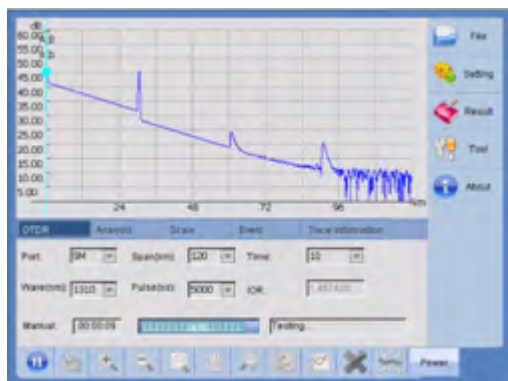 dB
60.00
55.00
50.00
45.00
40.00
35.00
30.00
25.00
20.00
15.00
10.00
5.00
24 48 72 96 km
OTDR Analysis Scale Event Trace Information
Port: SM Span(km): 120 Time: 10
Wave(nm): 1310 Pulse(ns): 5000 IOR:
Manual: 00:00:09 Testing...
Power
File
Setting
Result
Tool
About